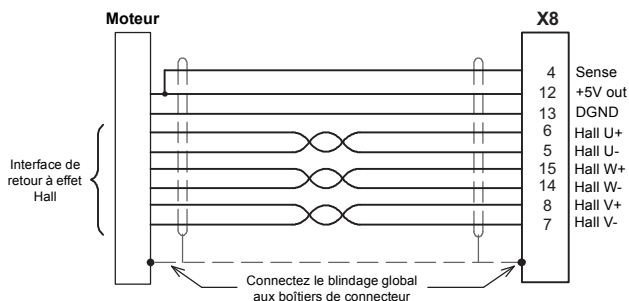 Moteur
X8
4 Sense
12 +5V out
13 DGND
6 Hall U+
5 Hall U-
15 Hall W+
14 Hall W-
8 Hall V+
7 Hall V-
Interface de
retour à effet
Hall
Connectez le blindage global
aux boîtiers de connecteur